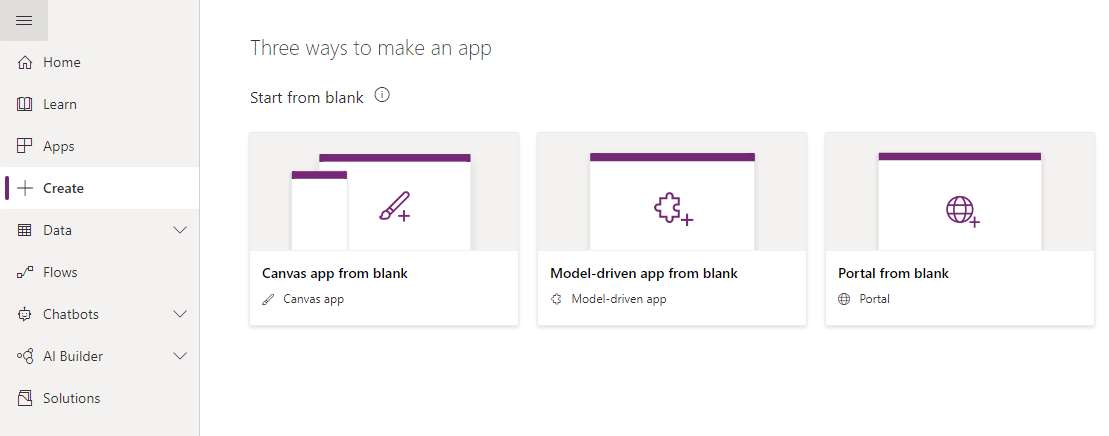 Home
Learn
Apps
Create
Data
Flows
Chatbots
AI Builder
Solutions
Three ways to make an app
Start from blank
Canvas app from blank
Canvas app
Model-driven app from blank
Model-driven app
Portal from blank
Portal